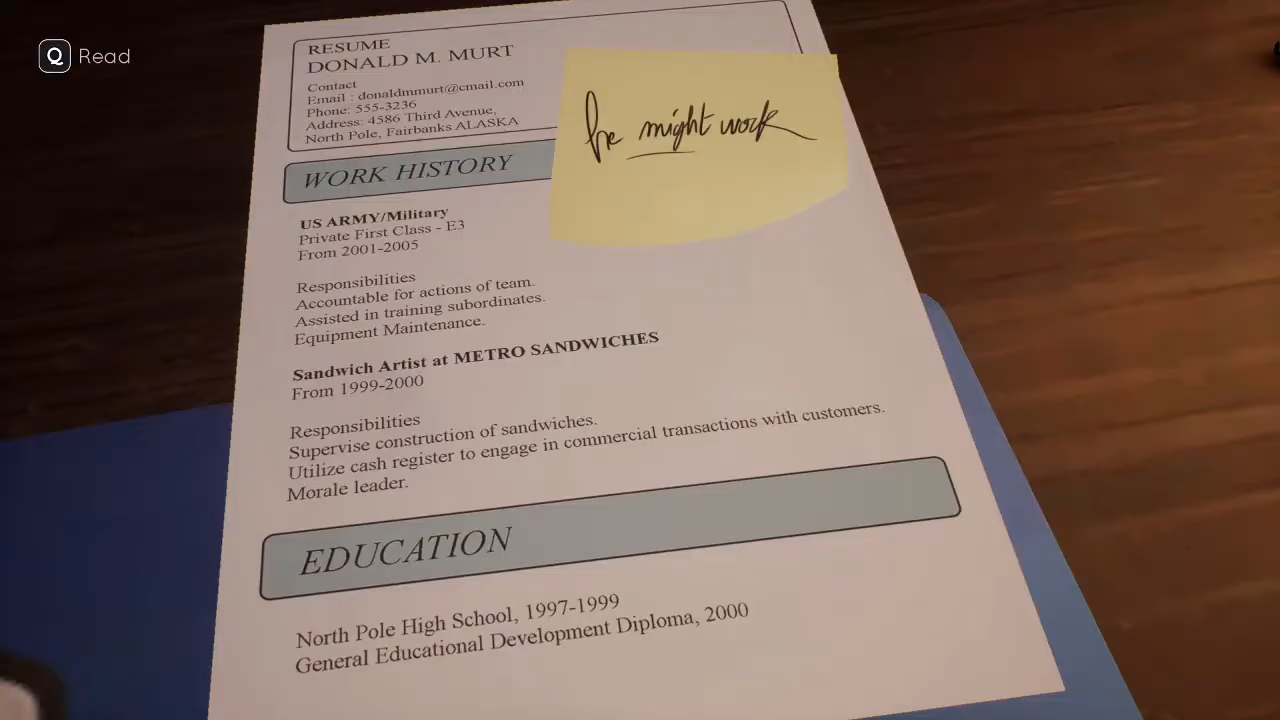 Q Read
RESUME
DONALD M. MURT
Contact
Email : donaldmmurt@cmail.com
Phone: 555-3236
Address: 4586 Third Avenue,
North Pole, Fairbanks ALASKA
he might work
WORK HISTORY
US ARMY/Military
Private First Class - E3
From 2001-2005
Responsibilities
Accountable for actions of team.
Assisted in training subordinates.
Equipment Maintenance.
Sandwich Artist at METRO SANDWICHES
From 1999-2000
Responsibilities
Supervise construction of sandwiches.
Utilize cash register to engage in commercial transactions with customers.
Morale leader.
EDUCATION
North Pole High School, 1997-1999
General Educational Development Diploma, 2000